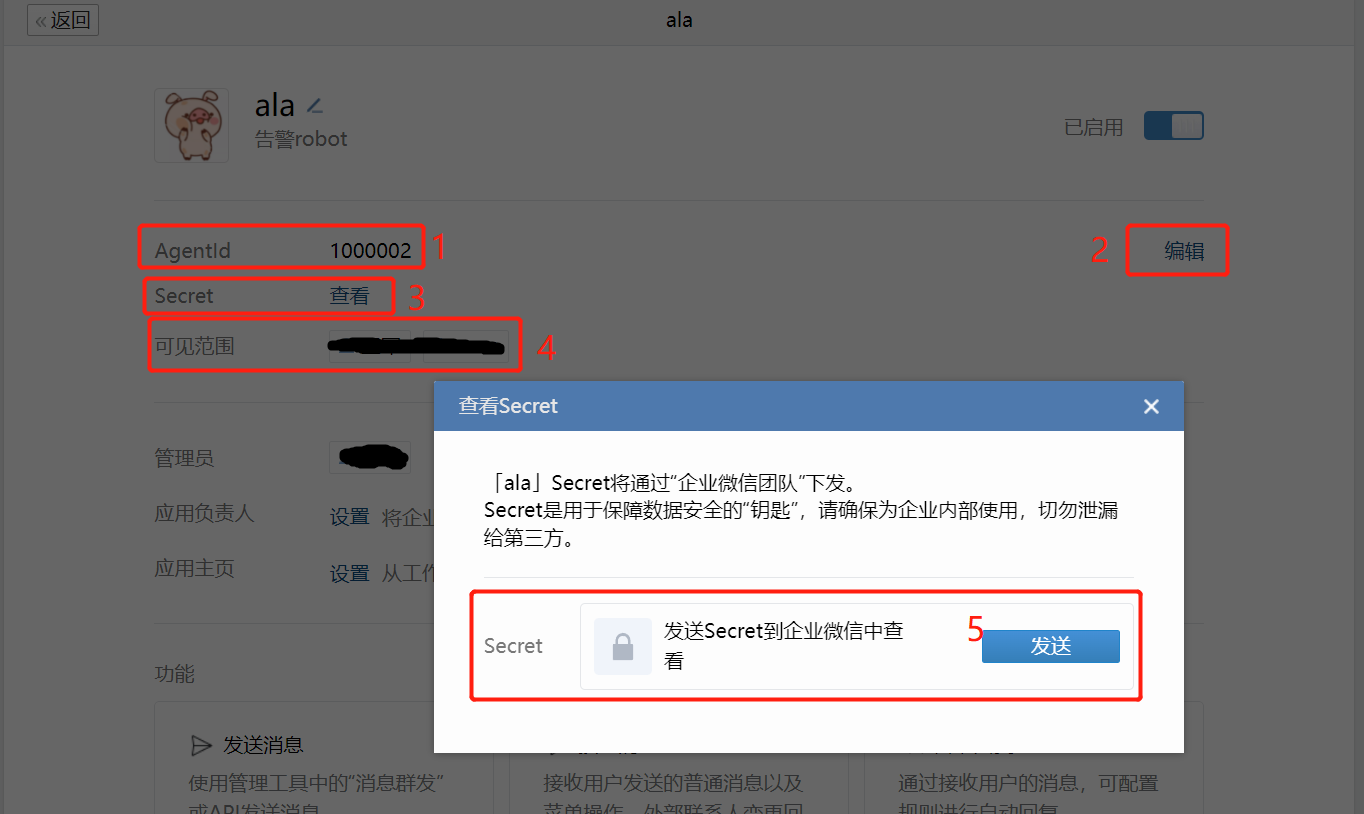 «返回
ala
ala
告警robot
已启用
AgentId 1000002 1
2 编辑
Secret 查看 3
可见范围 4
查看Secret ×
「ala」Secret将通过“企业微信团队”下发。
Secret是用于保障数据安全的“钥匙”，请确保为企业内部使用，切勿泄漏
给第三方。
Secret
发送Secret到企业微信中查
看
5
发送
管理员
应用负责人 设置 将企业
应用主页 设置 从工作
功能
发送消息
使用管理工具中的“消息群发”
或API发送消息
接收用户发送的普通消息以及
菜单操作、外部联系人变更回
通过接收用户的消息，可配置
规则进行自动回复